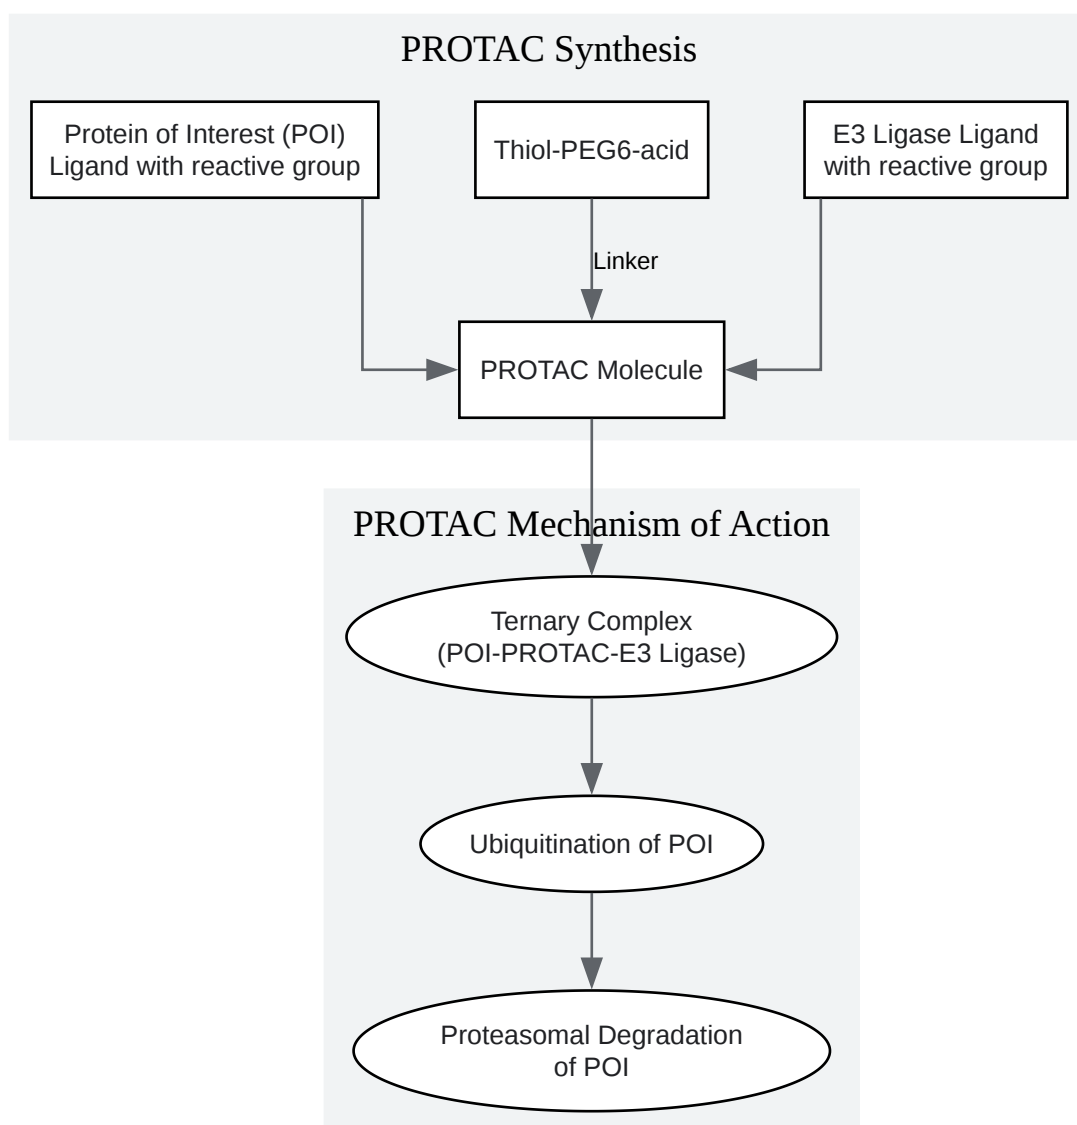 PROTAC Synthesis
Protein of Interest (POI)
Ligand with reactive group
Thiol-PEG6-acid
E3 Ligase Ligand
with reactive group
Linker
PROTAC Molecule
PROTAC Mechanism of Action
Ternary Complex
(POI-PROTAC-E3 Ligase)
Ubiquitination of POI
Proteasomal Degradation
of POI